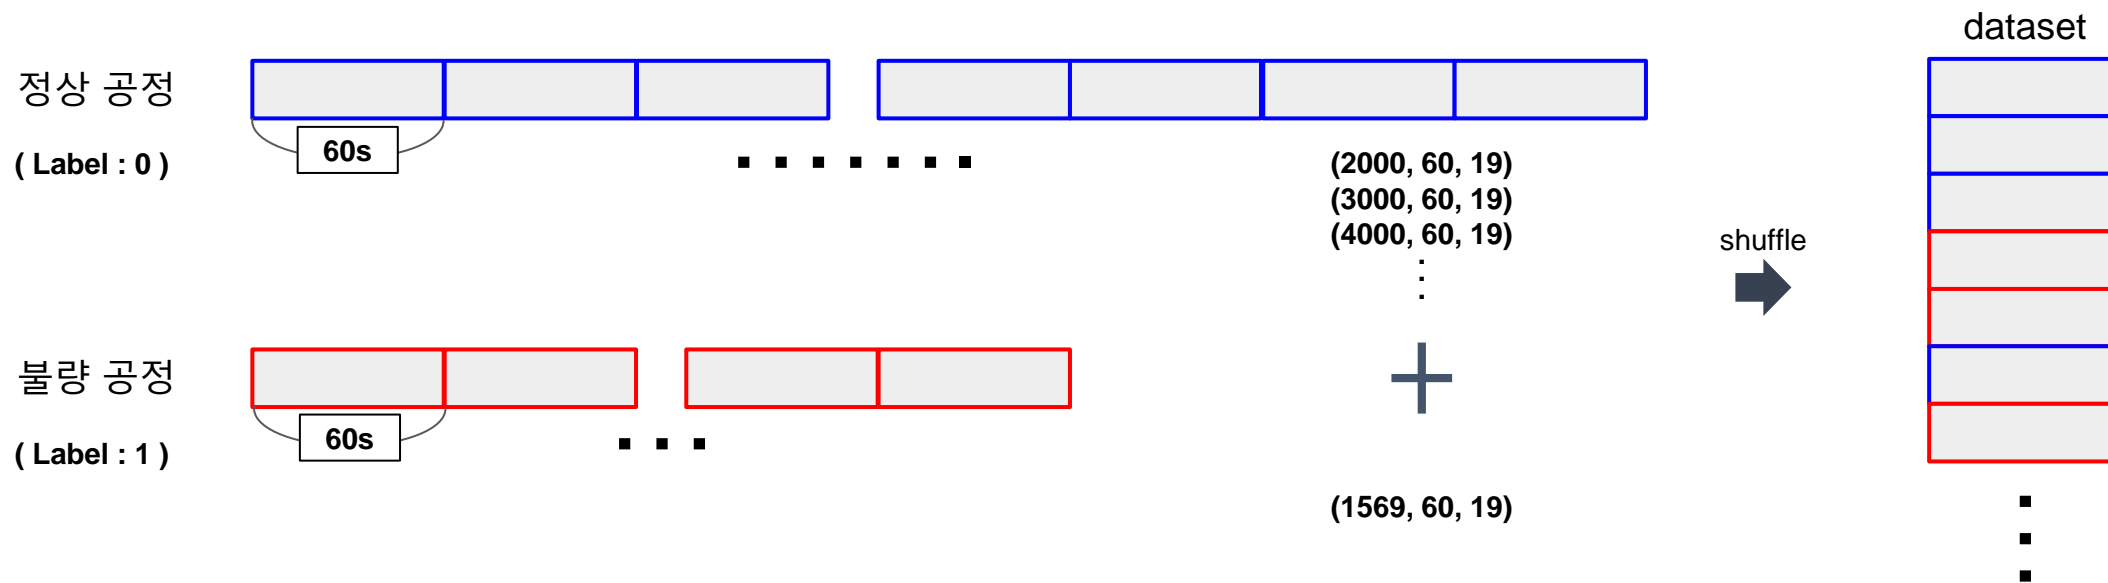 dataset
정상 공정
60s
( Label : 0 )
(2000, 60, 19)
(3000, 60, 19)
(4000, 60, 19)
shuffle
불량 공정
60s
( Label : 1 )
(1569, 60, 19)